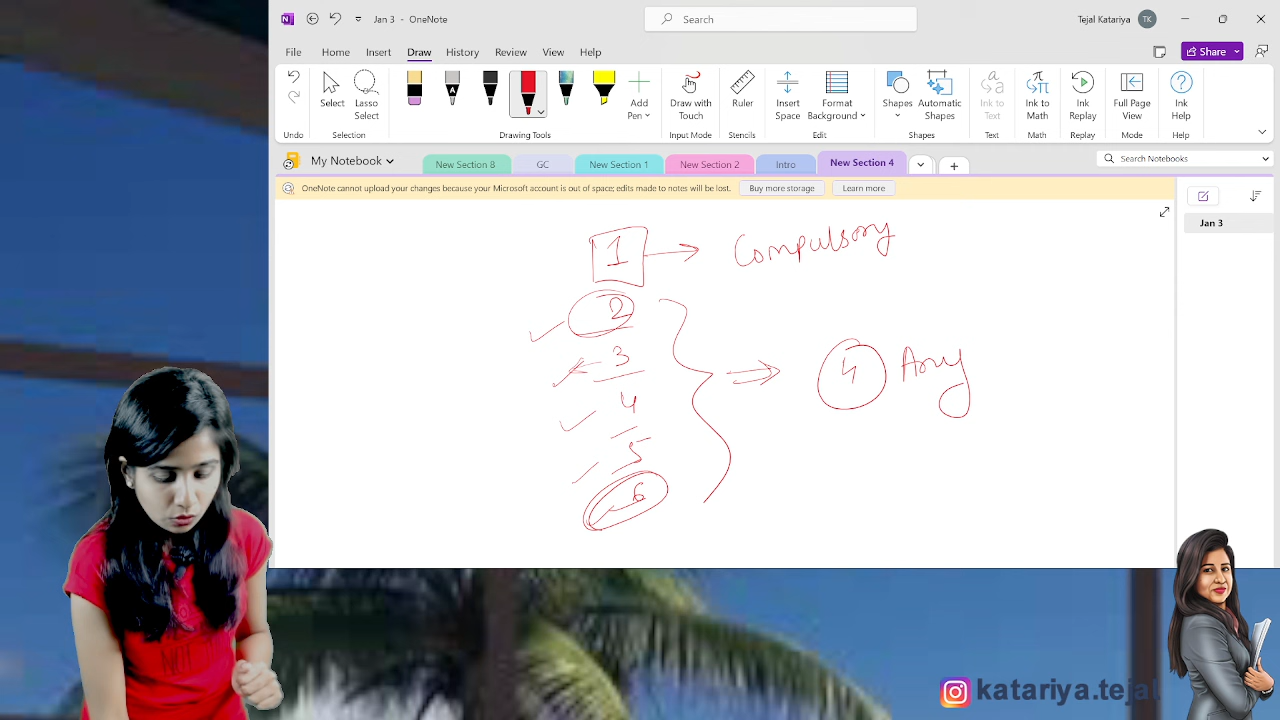 Jan 3 - OneNote
Search
Tejal Katariya
TK
File Home Insert Draw History Review View Help
Share
Undo
Select
Lasso Select
Selection
Drawing Tools
Add Pen
Draw with Touch
Input Mode
Ruler
Stencils
Insert Space
Format Background
Edit
Shapes
Automatic Shapes
Shapes
Ink to Text
Text
Ink to Math
Math
Ink Replay
Replay
Full Page View
Mode
Ink Help
Help
My Notebook
New Section 8
GC
New Section 1
New Section 2
Intro
New Section 4
Search Notebooks
OneNote cannot upload your changes because your Microsoft account is out of space; edits made to notes will be lost.
Buy more storage
Learn more
Jan 3
1 → Compulsory
2
3
4 Any
4
5
6
katariya.tejal